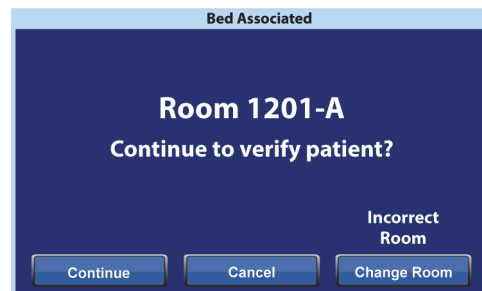 Bed Associated
Room 1201-A
Continue to verify patient?
Incorrect
Room
Continue
Cancel
Change Room